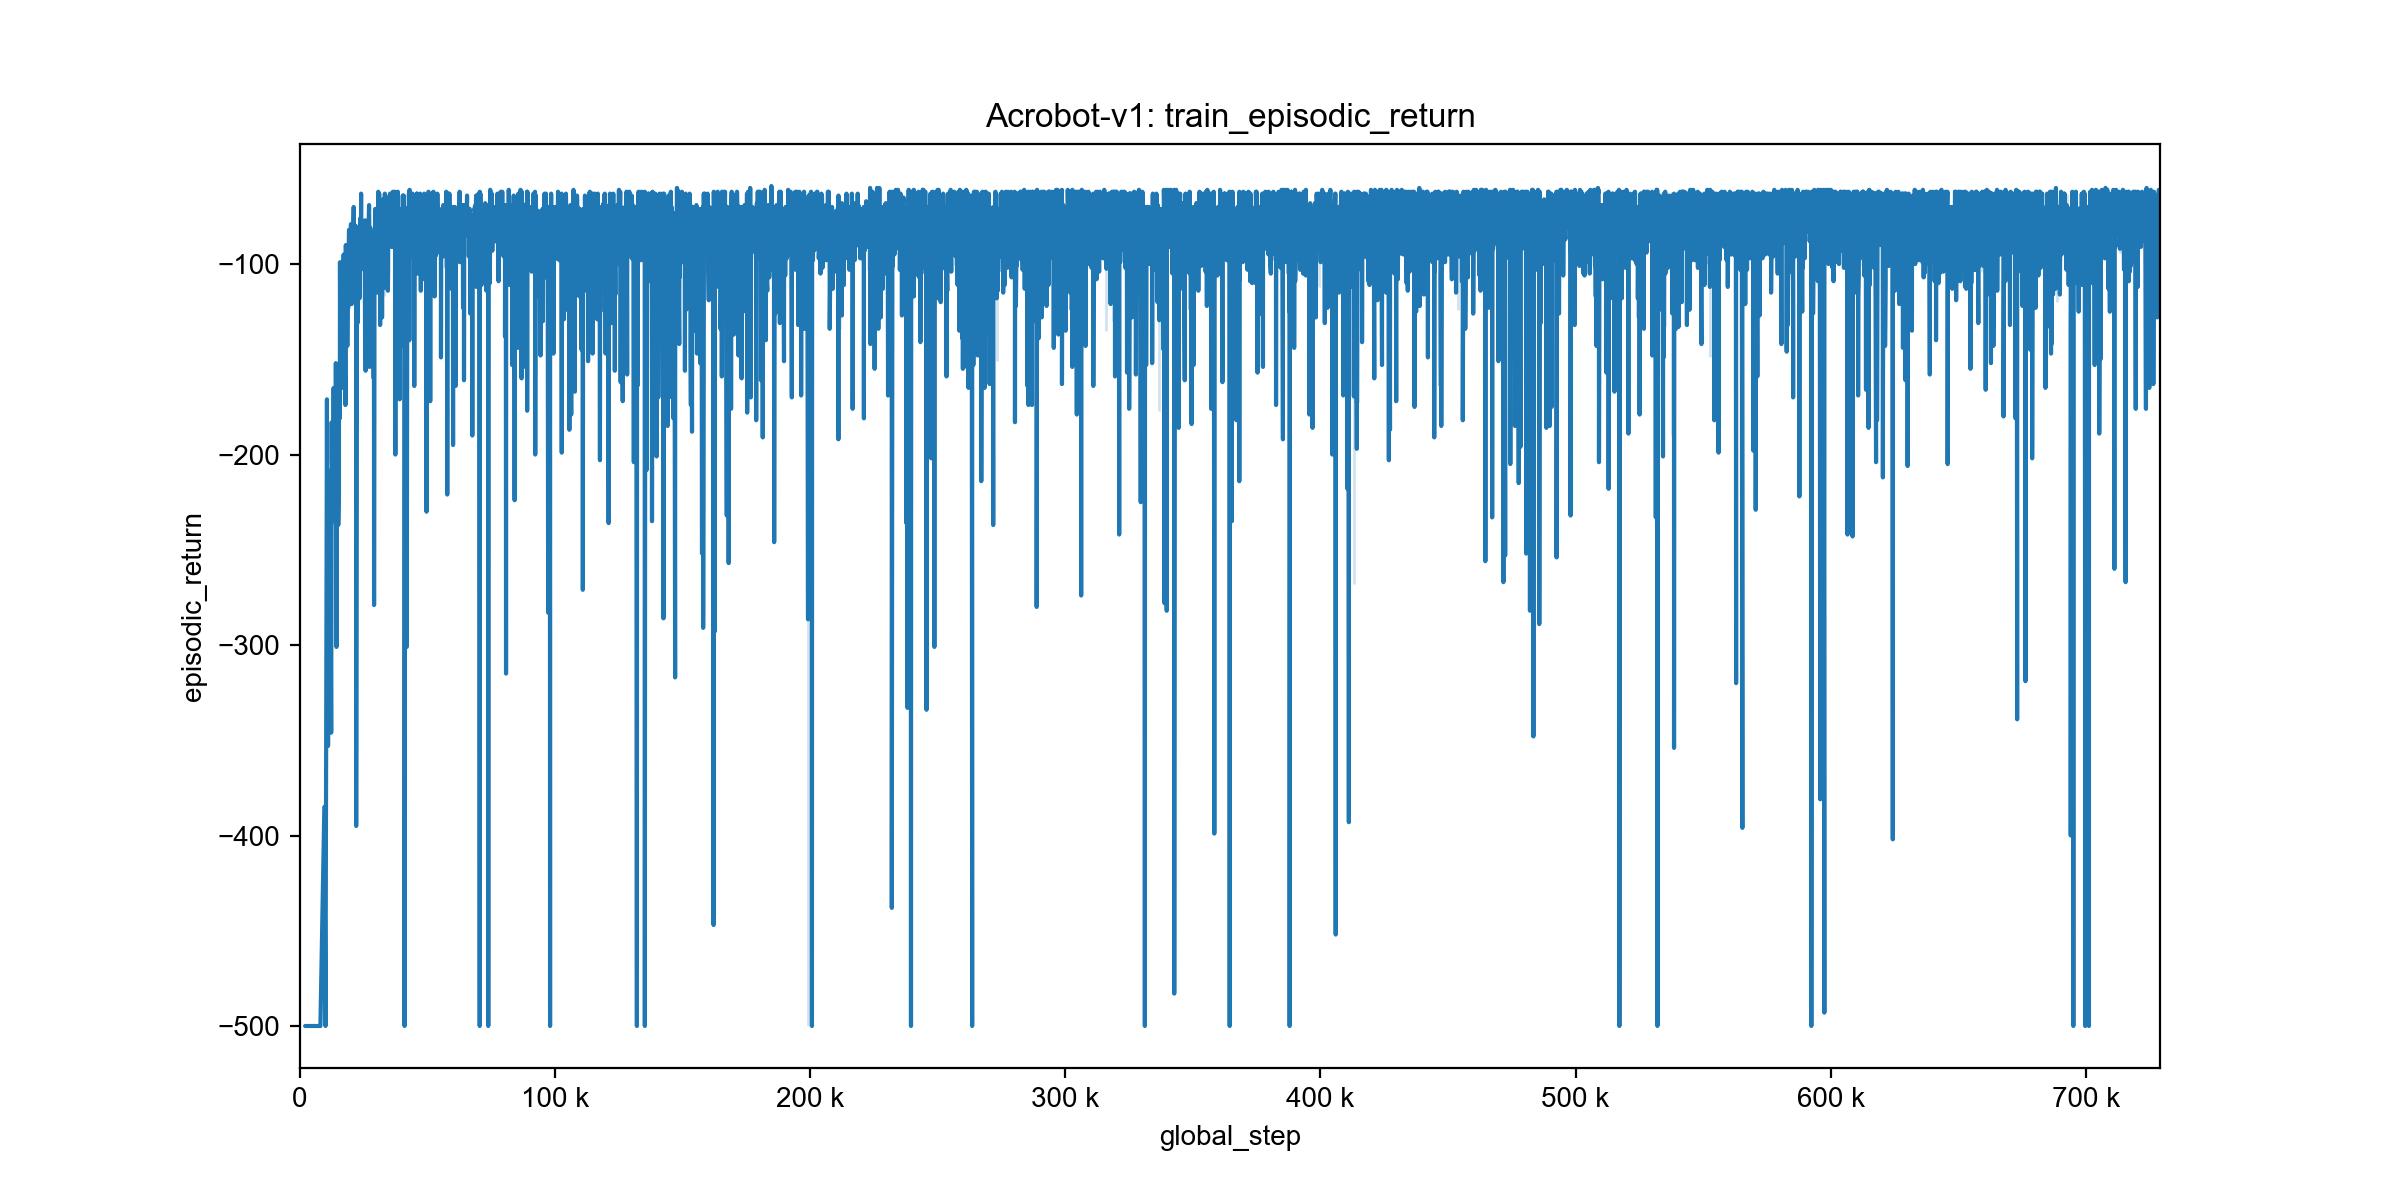 Acrobot-v1: train_episodic_return
episodic_return
−100
−200
−300
−400
−500
0
100 k
200 k
300 k
400 k
500 k
600 k
700 k
global_step